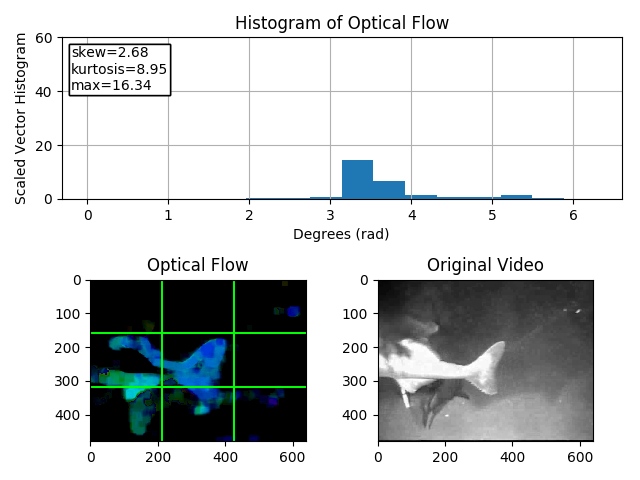 Histogram of Optical Flow
Scaled Vector Histogram
60
40
20
0
skew=2.68
kurtosis=8.95
max=16.34
0 1 2 3 4 5 6
Degrees (rad)
Optical Flow
0
100
200
300
400
0 200 400 600
Original Video
0
100
200
300
400
0 200 400 600